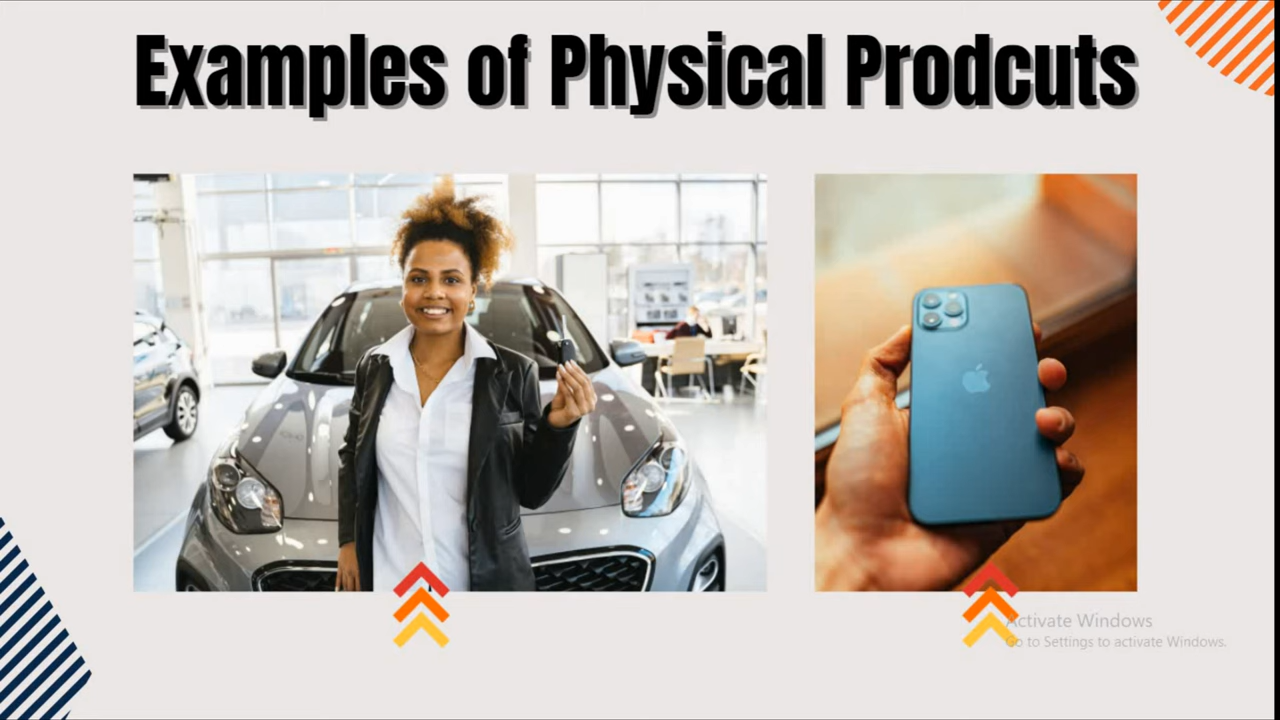 Examples of Physical Prodcuts
Activate Windows
Go to Settings to activate Windows.